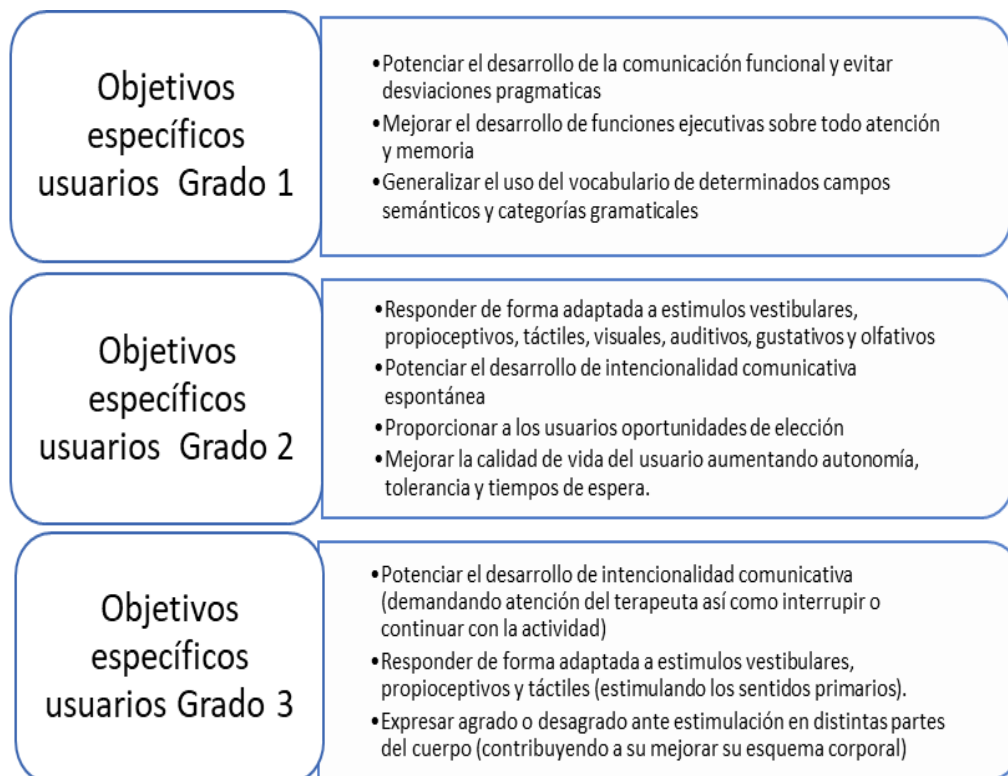 Objetivos
específicos
usuarios Grado 1
•Potenciar el desarrollo de la comunicación funcional y evitar
desviaciones pragmaticas
•Mejorar el desarrollo de funciones ejecutivas sobre todo atención
y memoria
•Generalizar el uso del vocabulario de determinados campos
semánticos y categorías gramaticales
Objetivos
específicos
usuarios Grado 2
•Responder de forma adaptada a estimulos vestibulares,
propioceptivos, táctiles, visuales, auditivos, gustativos y olfativos
•Potenciar el desarrollo de intencionalidad comunicativa
espontánea
•Proporcionar a los usuarios oportunidades de elección
•Mejorar la calidad de vida del usuario aumentando autonomía,
tolerancia y tiempos de espera.
Objetivos
específicos
usuarios Grado 3
•Potenciar el desarrollo de intencionalidad comunicativa
(demandando atención del terapeuta así como interrupir o
continuar con la actividad)
•Responder de forma adaptada a estimulos vestibulares,
propioceptivos y táctiles (estimulando los sentidos primarios).
•Expresar agrado o desagrado ante estimulación en distintas partes
del cuerpo (contribuyendo a su mejorar su esquema corporal)